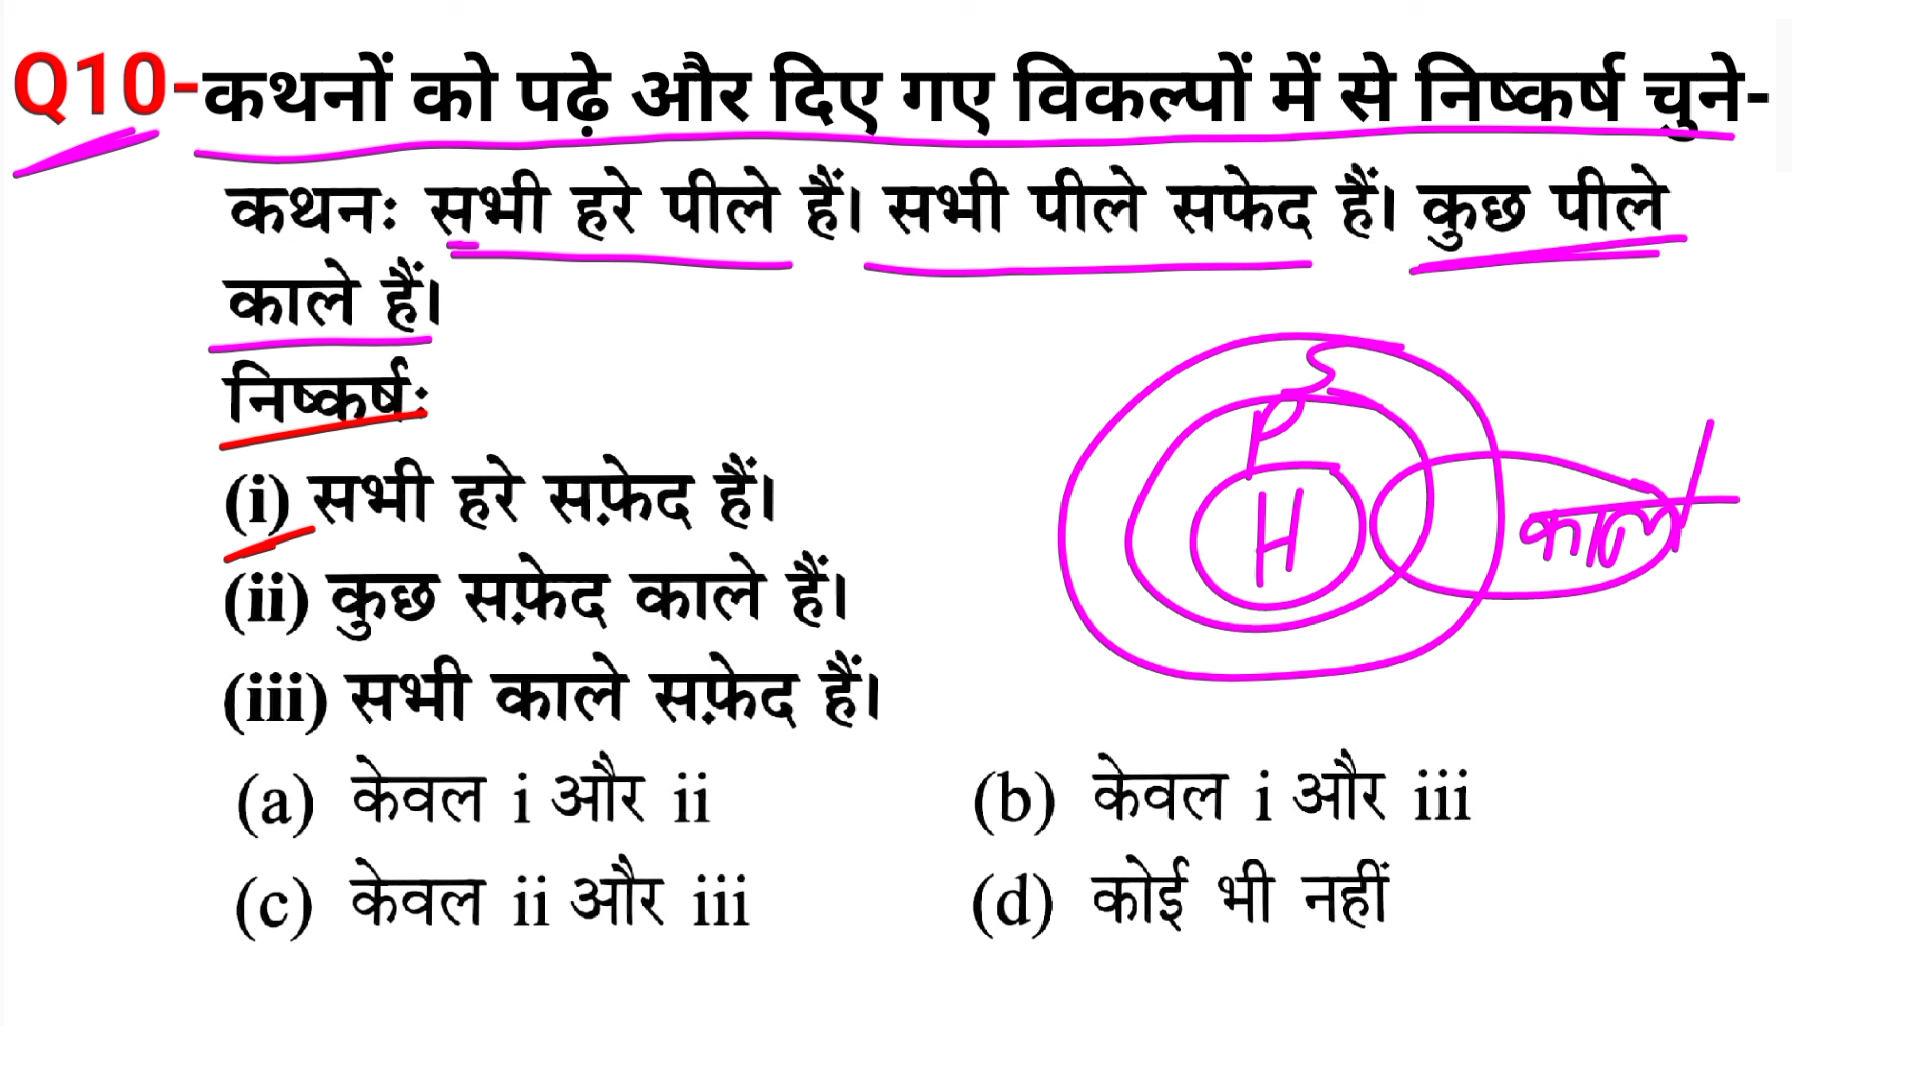 Q10-कथनों को पढ़े और दिए गए विकल्पों में से निष्कर्ष चुने-
कथनः सभी हरे पीले हैं। सभी पीले सफेद हैं। कुछ पीले
काले हैं।
निष्कर्षः
(i) सभी हरे सफ़ेद हैं।
(ii) कुछ सफ़ेद काले हैं।
(iii) सभी काले सफ़ेद हैं।
S
P
H
काले
(a) केवल i और ii
(b) केवल i और iii
(c) केवल ii और iii
(d) कोई भी नहीं